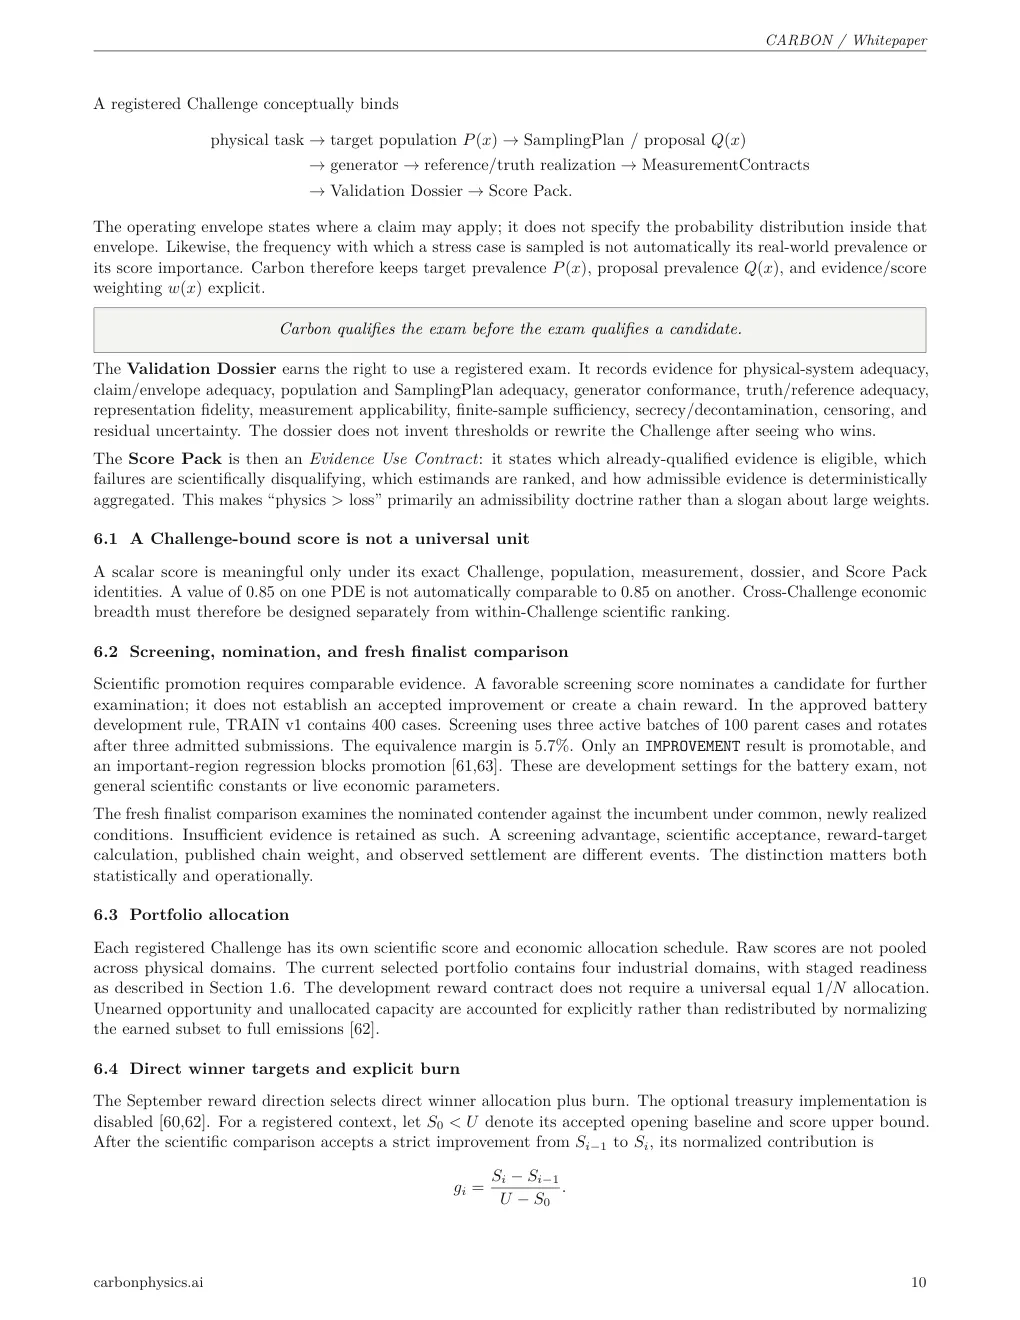 CARBON / Whitepaper
A registered Challenge conceptually binds
physical task → target population P(x) → SamplingPlan / proposal Q(x)
→ generator → reference/truth realization → MeasurementContracts
→ Validation Dossier → Score Pack.
The operating envelope states where a claim may apply; it does not specify the probability distribution inside that
envelope. Likewise, the frequency with which a stress case is sampled is not automatically its real-world prevalence or
its score importance. Carbon therefore keeps target prevalence P(x), proposal prevalence Q(x), and evidence/score
weighting w(x) explicit.
Carbon qualifies the exam before the exam qualifies a candidate.
The Validation Dossier earns the right to use a registered exam. It records evidence for physical-system adequacy,
claim/envelope adequacy, population and SamplingPlan adequacy, generator conformance, truth/reference adequacy,
representation fidelity, measurement applicability, finite-sample sufficiency, secrecy/decontamination, censoring, and
residual uncertainty. The dossier does not invent thresholds or rewrite the Challenge after seeing who wins.
The Score Pack is then an Evidence Use Contract: it states which already-qualified evidence is eligible, which
failures are scientifically disqualifying, which estimands are ranked, and how admissible evidence is deterministically
aggregated. This makes “physics > loss” primarily an admissibility doctrine rather than a slogan about large weights.
6.1 A Challenge-bound score is not a universal unit
A scalar score is meaningful only under its exact Challenge, population, measurement, dossier, and Score Pack
identities. A value of 0.85 on one PDE is not automatically comparable to 0.85 on another. Cross-Challenge economic
breadth must therefore be designed separately from within-Challenge scientific ranking.
6.2 Screening, nomination, and fresh finalist comparison
Scientific promotion requires comparable evidence. A favorable screening score nominates a candidate for further
examination; it does not establish an accepted improvement or create a chain reward. In the approved battery
development rule, TRAIN v1 contains 400 cases. Screening uses three active batches of 100 parent cases and rotates
after three admitted submissions. The equivalence margin is 5.7%. Only an IMPROVEMENT result is promotable, and
an important-region regression blocks promotion [61,63]. These are development settings for the battery exam, not
general scientific constants or live economic parameters.
The fresh finalist comparison examines the nominated contender against the incumbent under common, newly realized
conditions. Insufficient evidence is retained as such. A screening advantage, scientific acceptance, reward-target
calculation, published chain weight, and observed settlement are different events. The distinction matters both
statistically and operationally.
6.3 Portfolio allocation
Each registered Challenge has its own scientific score and economic allocation schedule. Raw scores are not pooled
across physical domains. The current selected portfolio contains four industrial domains, with staged readiness
as described in Section 1.6. The development reward contract does not require a universal equal 1/N allocation.
Unearned opportunity and unallocated capacity are accounted for explicitly rather than redistributed by normalizing
the earned subset to full emissions [62].
6.4 Direct winner targets and explicit burn
The September reward direction selects direct winner allocation plus burn. The optional treasury implementation is
disabled [60,62]. For a registered context, let S₀ < U denote its accepted opening baseline and score upper bound.
After the scientific comparison accepts a strict improvement from Sᵢ₋₁ to Sᵢ, its normalized contribution is
gᵢ = (Sᵢ − Sᵢ₋₁) / (U − S₀).
carbonphysics.ai 10